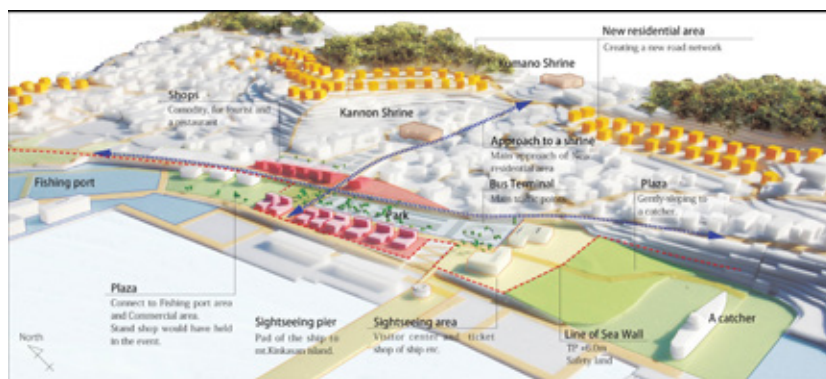 New residential area
Creating a new road network
Kumano Shrine
Shops
Comodity, for tourist and
a restaurant
Kannon Shrine
Approach to a shrine
Main approach of New
residential area
Bus Terminal
Main traffic points
Plaza
Gently-sloping to
a catcher.
Fishing port
Park
Plaza
Connect to Fishing port area
and Commercial area.
Stand shop would have held
in the event.
Sightseeing pier
Pad of the ship to
mt.Kinkasan island.
Sightseeing area
Visitor center and ticket
shop of ship etc.
Line of Sea Wall
TP +6.0m
Safety land
A catcher
North